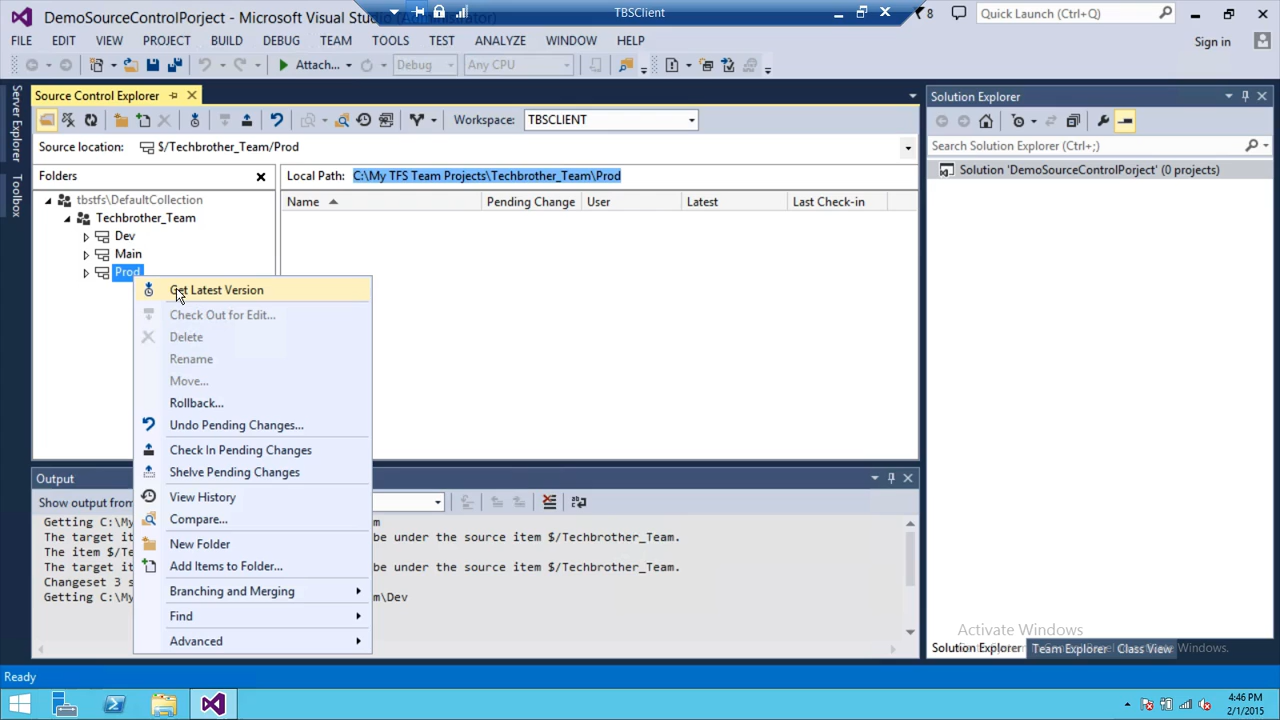 DemoSourceControlPorject - Microsoft Visual Studio (Administrator)
TBSClient
8
Quick Launch (Ctrl+Q)
FILE EDIT VIEW PROJECT BUILD DEBUG TEAM TOOLS TEST ANALYZE WINDOW HELP
Sign in
Attach... Debug Any CPU
Server Explorer
Toolbox
Source Control Explorer
Workspace: TBSCLIENT
Source location: $/Techbrother_Team/Prod
Folders
Local Path: C:\My TFS Team Projects\Techbrother_Team\Prod
Name Pending Change User Latest Last Check-in
tbstfs\DefaultCollection
Techbrother_Team
Dev
Main
Prod
Get Latest Version
Check Out for Edit...
Delete
Rename
Move...
Rollback...
Undo Pending Changes...
Check In Pending Changes
Shelve Pending Changes
View History
Compare...
New Folder
Add Items to Folder...
Branching and Merging
Find
Advanced
Output
Show output from
Getting C:\My m
The target it be under the source item $/Techbrother_Team.
The item $/Te
The target it be under the source item $/Techbrother_Team.
Changeset 3 s
Getting C:\My m\Dev
Solution Explorer
Search Solution Explorer (Ctrl+;)
Solution 'DemoSourceControlPorject' (0 projects)
Activate Windows
Windows.
Solution Explorer Team Explorer Class View
Ready
4:46 PM
2/1/2015